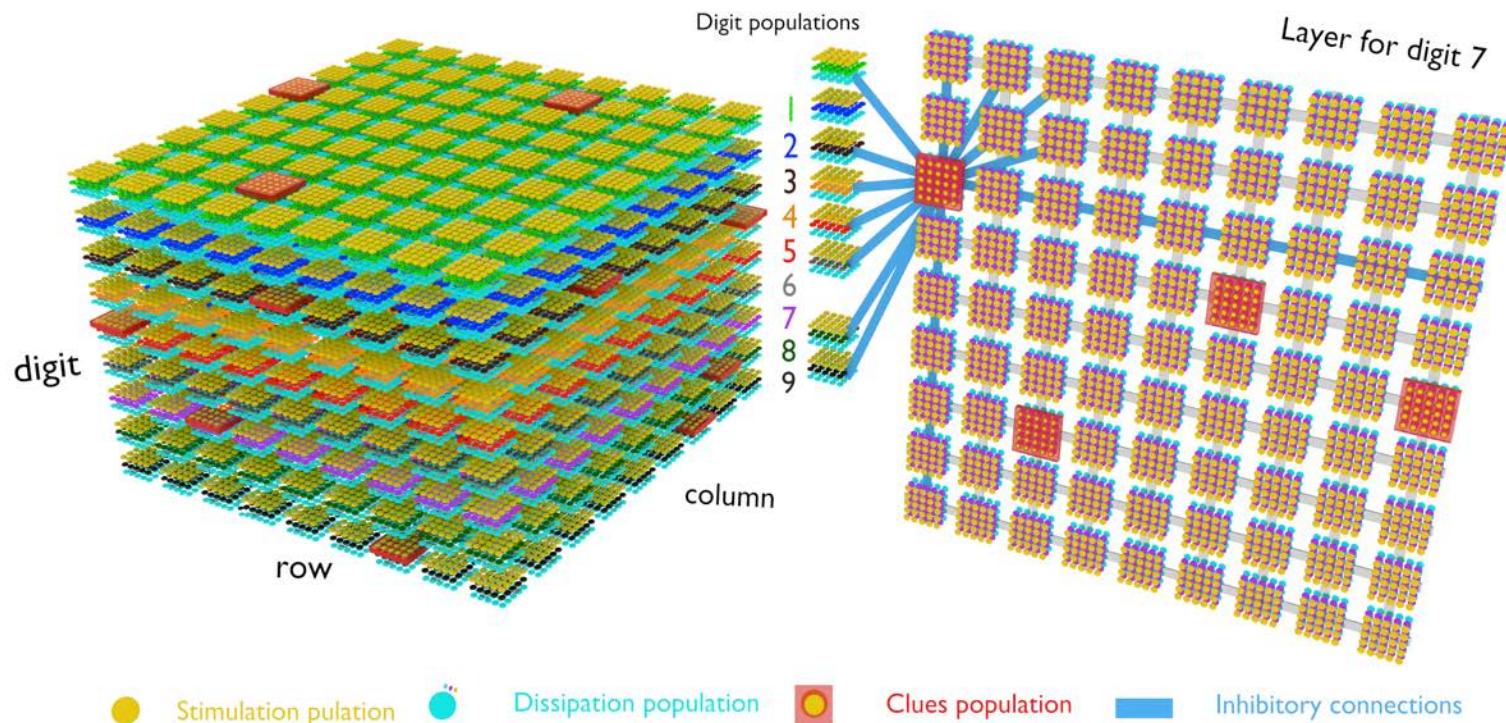 Digit populations
Layer for digit 7
1
2
3
4
5
6
7
8
9
digit
column
row
Stimulation pulation
Dissipation population
Clues population
Inhibitory connections